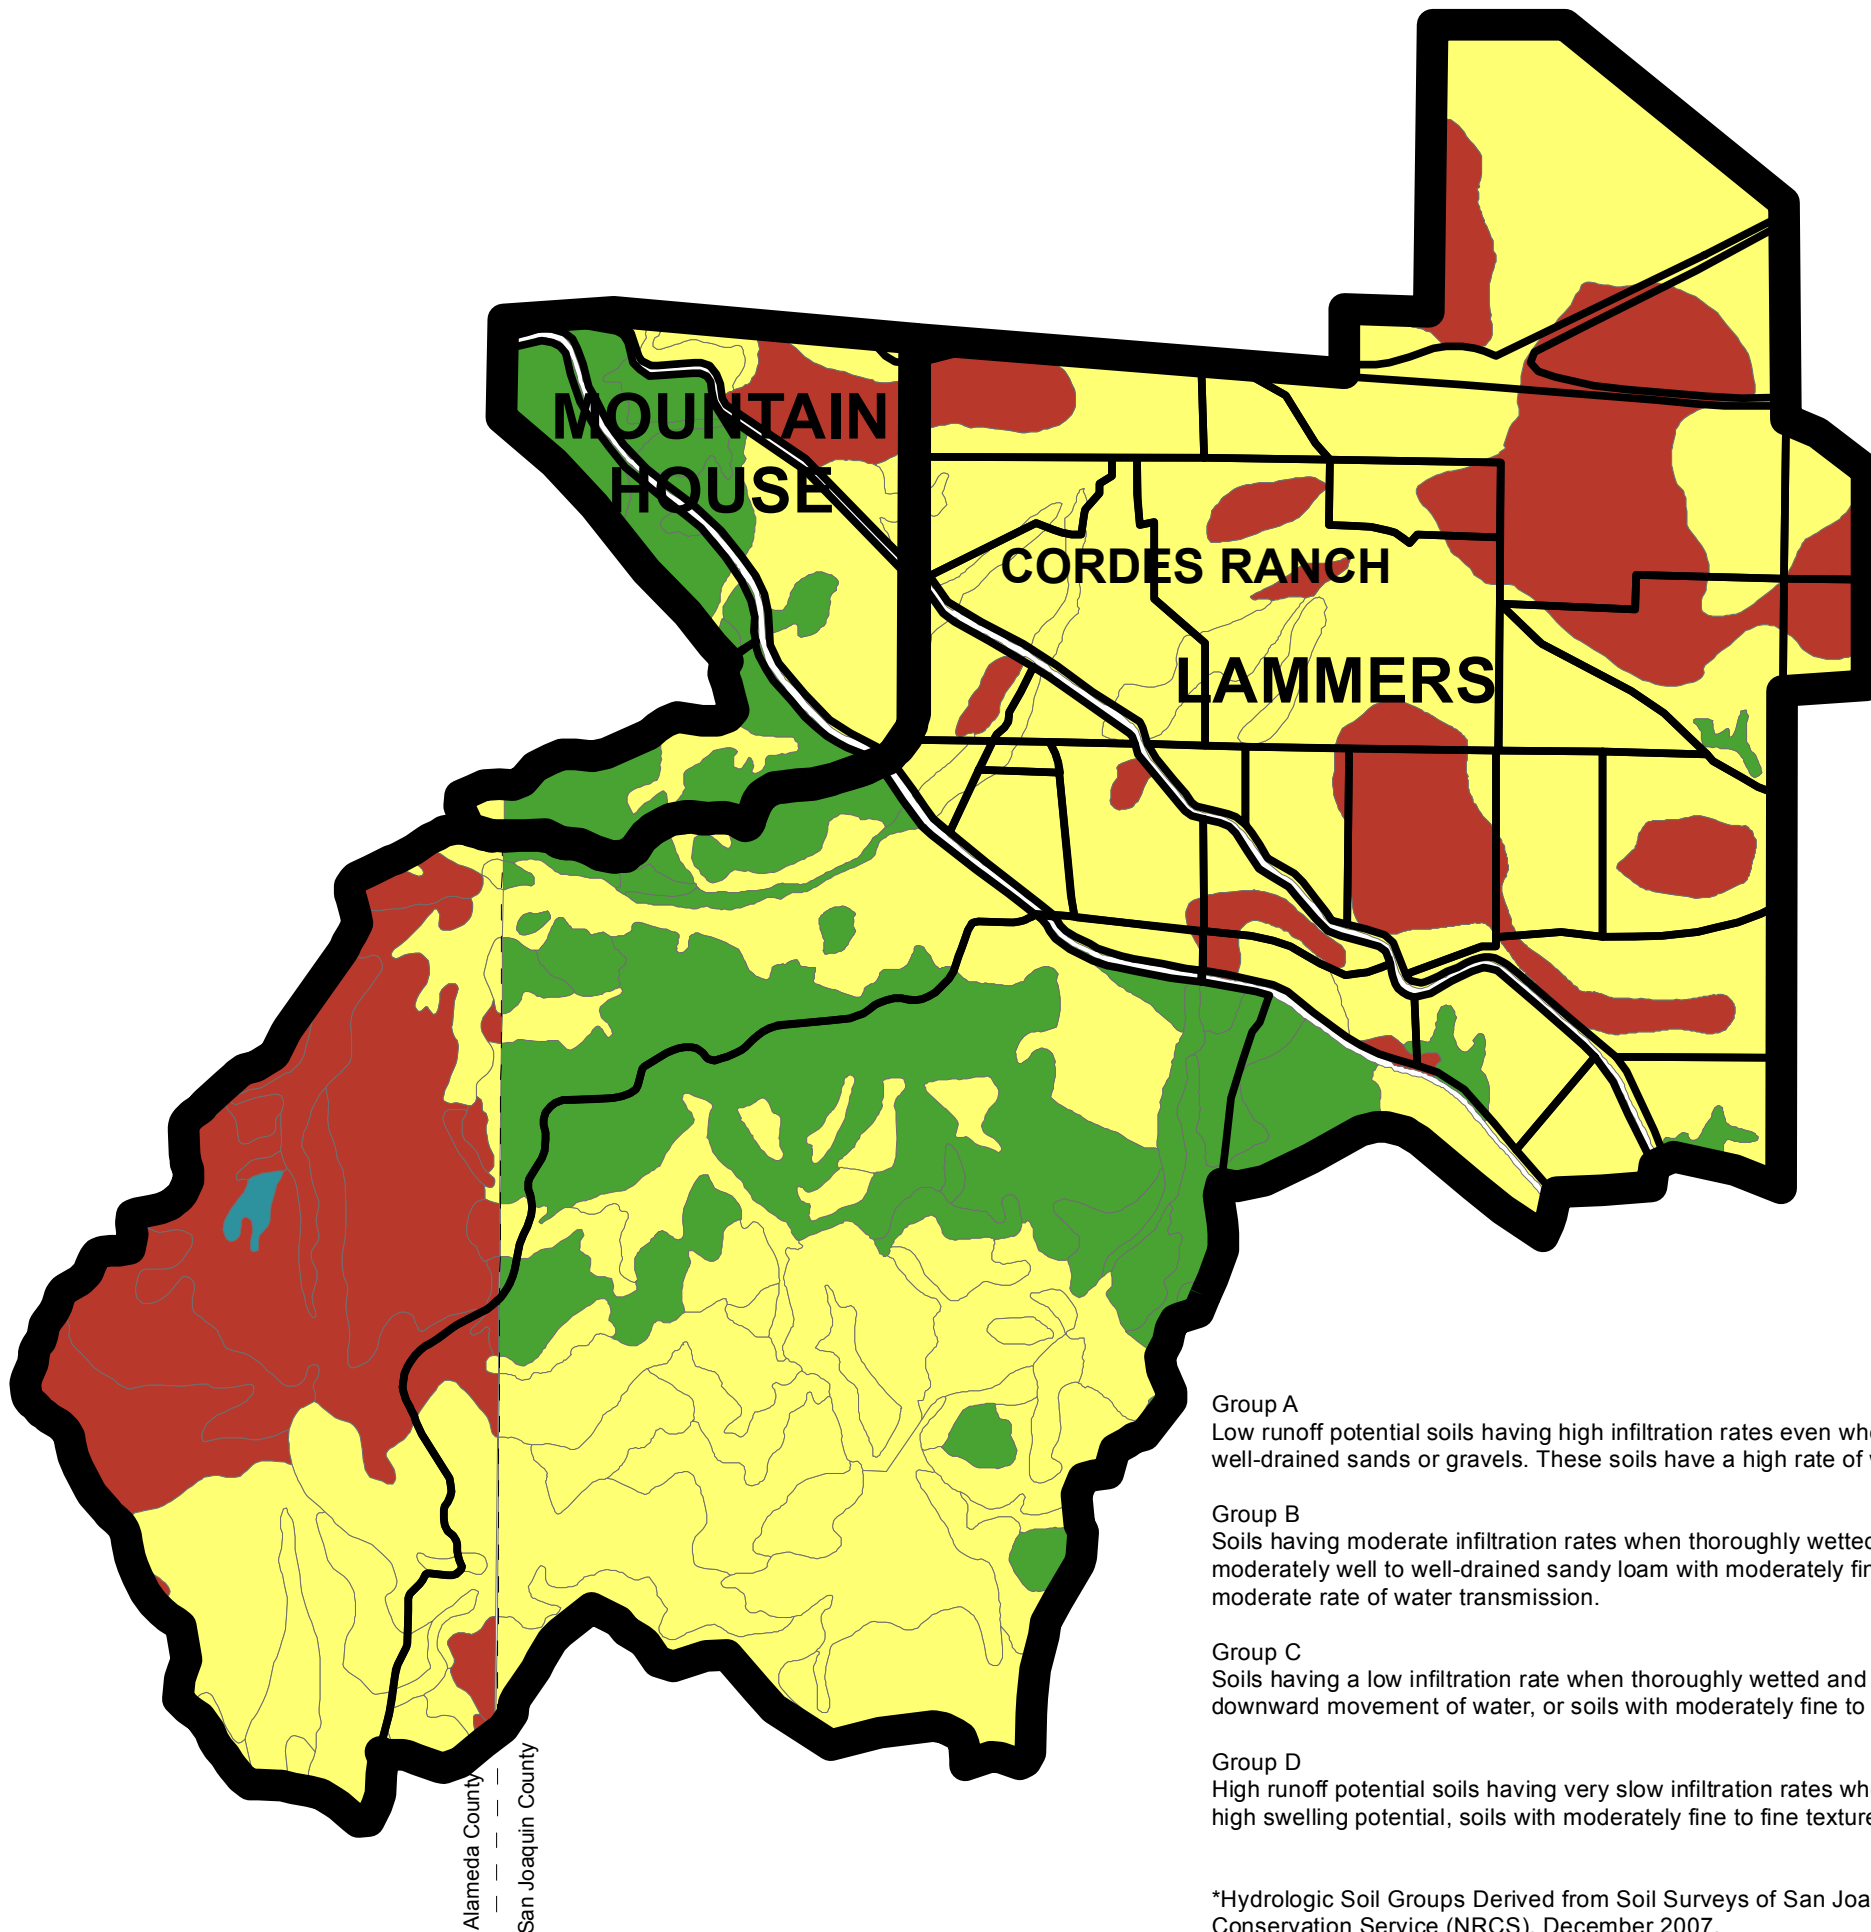 MOUNTAIN
HOUSE
CORDES RANCH
LAMMERS
Group A
Low runoff potential soils having high infiltration rates even
well-drained sands or gravels. These soils have a high rate of
Group B
Soils having moderate infiltration rates when thoroughly wetted
moderately well to well-drained sandy loam with moderately
moderate rate of water transmission.
Group C
Soils having a low infiltration rate when thoroughly wetted and
downward movement of water, or soils with moderately fine to
Group D
High runoff potential soils having very slow infiltration rates
high swelling potential, soils with moderately fine to fine texture
*Hydrologic Soil Groups Derived from Soil Surveys of San
Conservation Service (NRCS), December 2007.
Alameda County
San Joaquin County